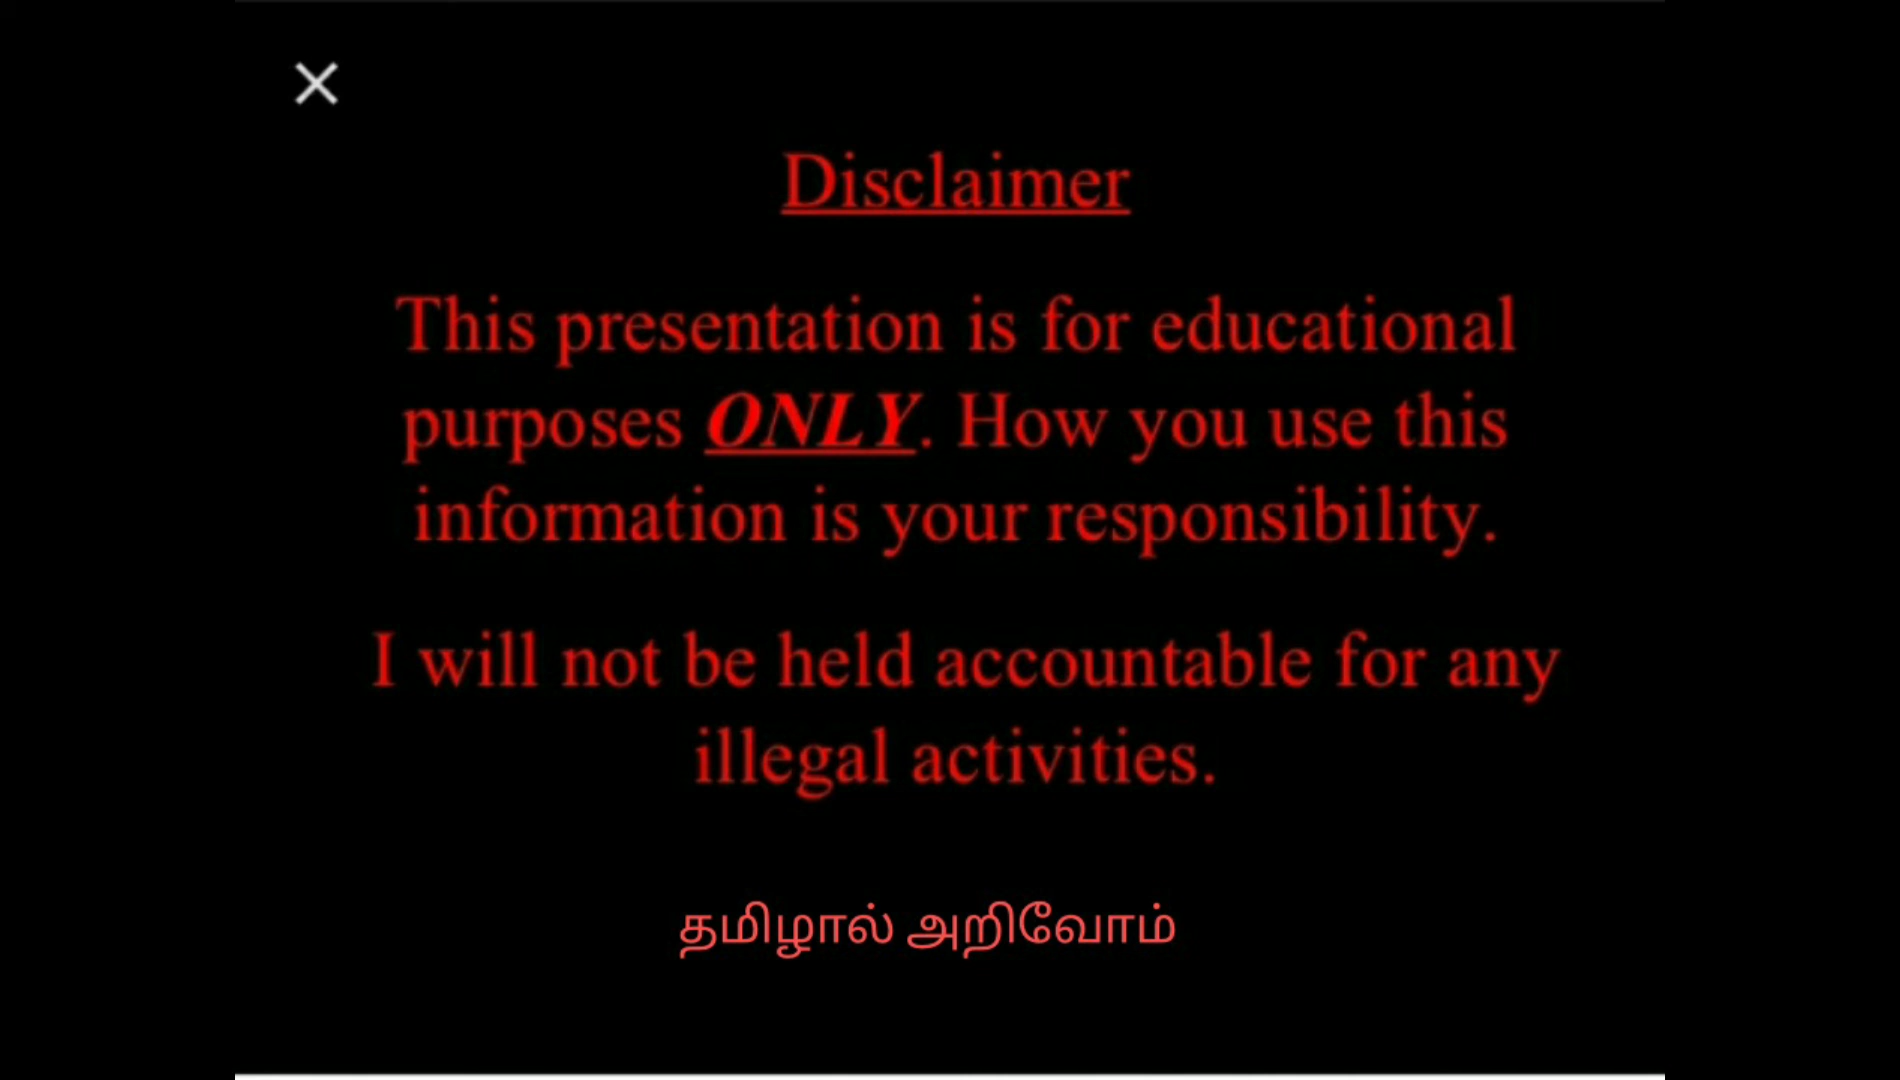 Disclaimer
This presentation is for educational
purposes ONLY. How you use this
information is your responsibility.
I will not be held accountable for any
illegal activities.
தமிழால் அறிவோம்